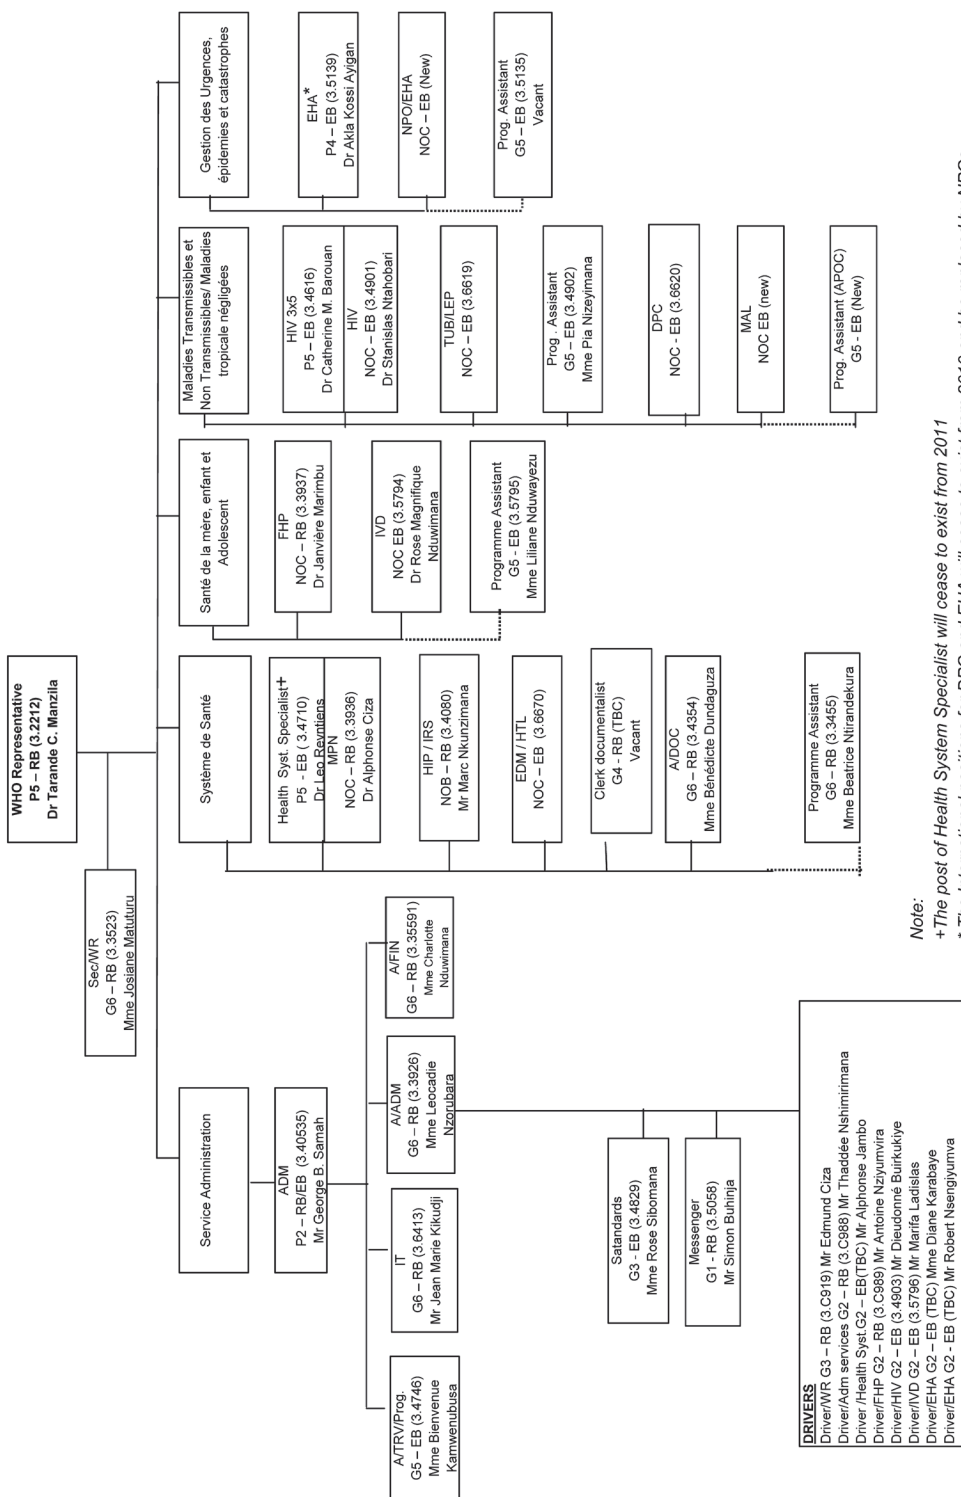 WHO Representative
P5 – RB (3.2212)
Dr Tarande C. Manzila
Sec/WR
G6 – RB (3.3523)
Mme Josiane Matuturu
Service Administration
ADM
P2 – RB/EB (3.40535)
Mr George B. Samah
A/TRV/Prog.
G5 – EB (3.4746)
Mme Bienvenue
Kamwenubusa
IT
G6 – RB (3.6413)
Mr Jean Marie Kikudji
A/ADM
G6 – RB (3.3926)
Mme Leocadie
Nzorubara
A/FIN
G6 – RB (3.35591)
Mme Charlotte
Nduwimana
Satandards
G3 - EB (3.4829)
Mme Rose Sibomana
Messenger
G1 - RB (3.5058)
Mr Simon Buhinja
DRIVERS
Driver/WR G3 – RB (3.C919) Mr Edmund Ciza
Driver/Adm services G2 – RB (3.C988) Mr Thaddée Nshimirimana
Driver /Health Syst.G2 – EB(TBC) Mr Alphonse Jambo
Driver/FHP G2 – RB (3.C989) Mr Antoine Nziyumvira
Driver/HIV G2 – EB (3.4903) Mr Dieudonné Buirkukiye
Driver/IVD G2 – EB (3.5796) Mr Marifa Ladislas
Driver/EHA G2 – EB (TBC) Mme Diane Karabaye
Driver/EHA G2 - EB (TBC) Mr Robert Nsengiyumva
Système de Santé
Health Syst. Specialist+
P5 - EB ( 3.4710)
Dr Leo Reyntiens
MPN
NOC – RB (3.3936)
Dr Alphonse Ciza
HIP / IRS
NOB – RB (3.4080)
Mr Marc Nkunzimana
EDM / HTL
NOC – EB (3.6670)
Clerk documentalist
G4 - RB (TBC)
Vacant
A/DOC
G6 – RB (3.4354)
Mme Bénédicte Dundaguza
Programme Assistant
G6 – RB (3.3455)
Mme Beatrice Ntirandekura
Santé de la mère, enfant et
Adolescent
FHP
NOC – RB (3.3937)
Dr Janvière Marimbu
IVD
NOC EB (3.5794)
Dr Rose Magnifique
Nduwimana
Programme Assistant
G5 - EB (3.5795)
Mme Liliane Nduwayezu
Maladies Transmissibles et
Non Transmissibles/ Maladies
tropicale négligées
HIV 3x5
P5 – EB (3.4616)
Dr Catherine M. Barouan
HIV
NOC – EB (3.4901)
Dr Stanislas Ntahobari
TUB/LEP
NOC – EB (3.6619)
Prog . Assistant
G5 – EB (3.4902)
Mme Pia Nizeyimana
DPC
NOC - EB (3.6620)
MAL
NOC EB (new)
Prog. Assistant (APOC)
G5 - EB (New)
Gestion des Urgences,
épidemies et catastrophes
EHA*
P4 – EB (3.5139)
Dr Akla Kossi Ayigan
NPO/EHA
NOC – EB (New)
Prog. Assistant
G5 – EB (3.5135)
Vacant
Note:
+The post of Health System Specialist will cease to exist from 2011